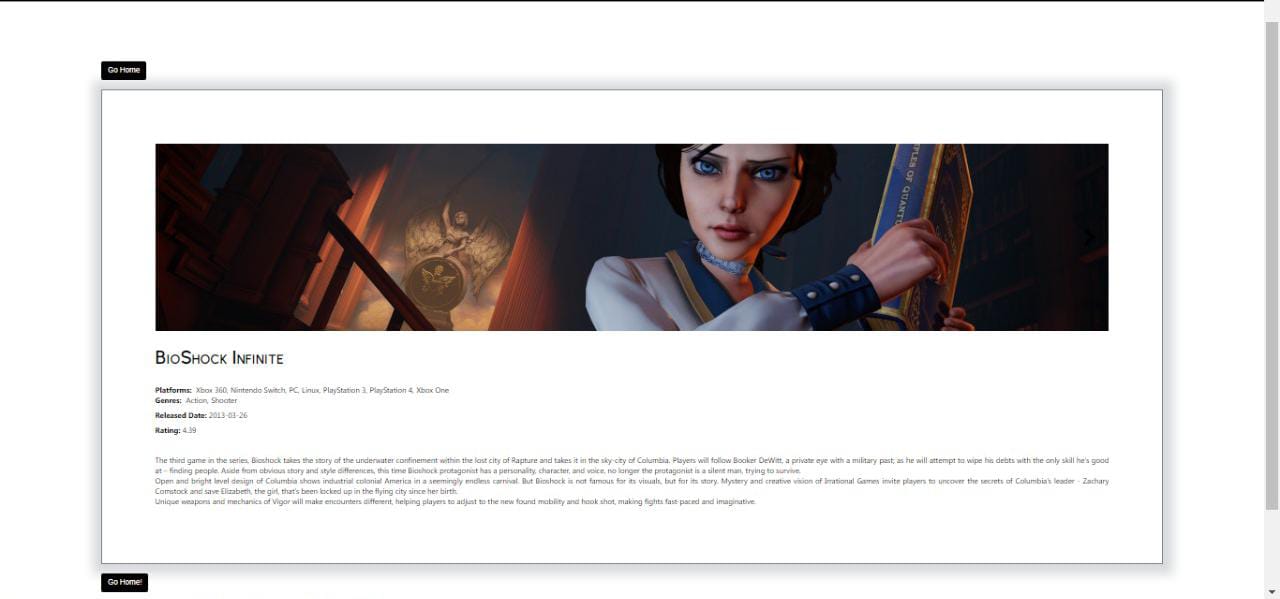 Go Home
PLES OF QUANTU
BioShock Infinite
Platforms: Xbox 360, Nintendo Switch, PC, Linux, PlayStation 3, PlayStation 4, Xbox One
Genres: Action, Shooter
Released Date: 2013-03-26
Rating: 4.39
The third game in the series, Bioshock takes the story of the underwater confinement within the lost city of Rapture and takes it in the sky-city of Columbia. Players will follow Booker DeWitt, a private eye with a military past; as he will attempt to wipe his debts with the only skill he's good
at – finding people. Aside from obvious story and style differences, this time Bioshock protagonist has a personality, character, and voice, no longer the protagonist is a silent man, trying to survive.
Open and bright level design of Columbia shows industrial colonial America in a seemingly endless carnival. But Bioshock is not famous for its visuals, but for its story. Mystery and creative vision of Irrational Games invite players to uncover the secrets of Columbia's leader - Zachary
Comstock and save Elizabeth, the girl, that's been locked up in the flying city since her birth.
Unique weapons and mechanics of Vigor will make encounters different, helping players to adjust to the new found mobility and hook shot, making fights fast-paced and imaginative.
Go Home!